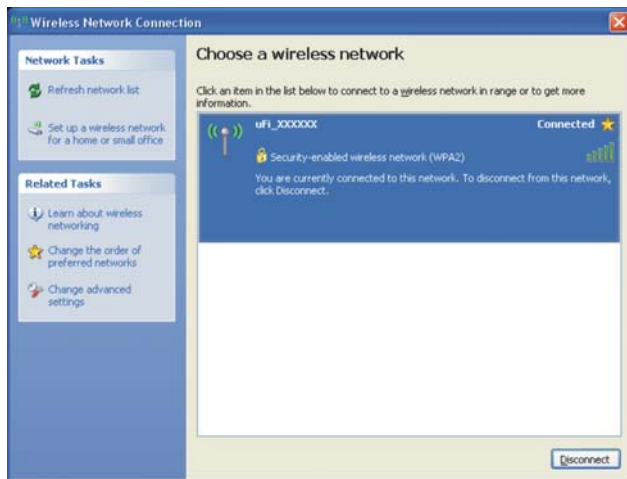 Wireless Network Connection
Network Tasks
Refresh network list
Set up a wireless network
for a home or small office
Related Tasks
Learn about wireless
networking
Change the order of
preferred networks
Change advanced
settings
Choose a wireless network
Click an item in the list below to connect to a wireless network in range or to get more
information.
uFi_XXXXXX
Connected
Security-enabled wireless network (WPA2)
You are currently connected to this network. To disconnect from this network,
click Disconnect.
Disconnect